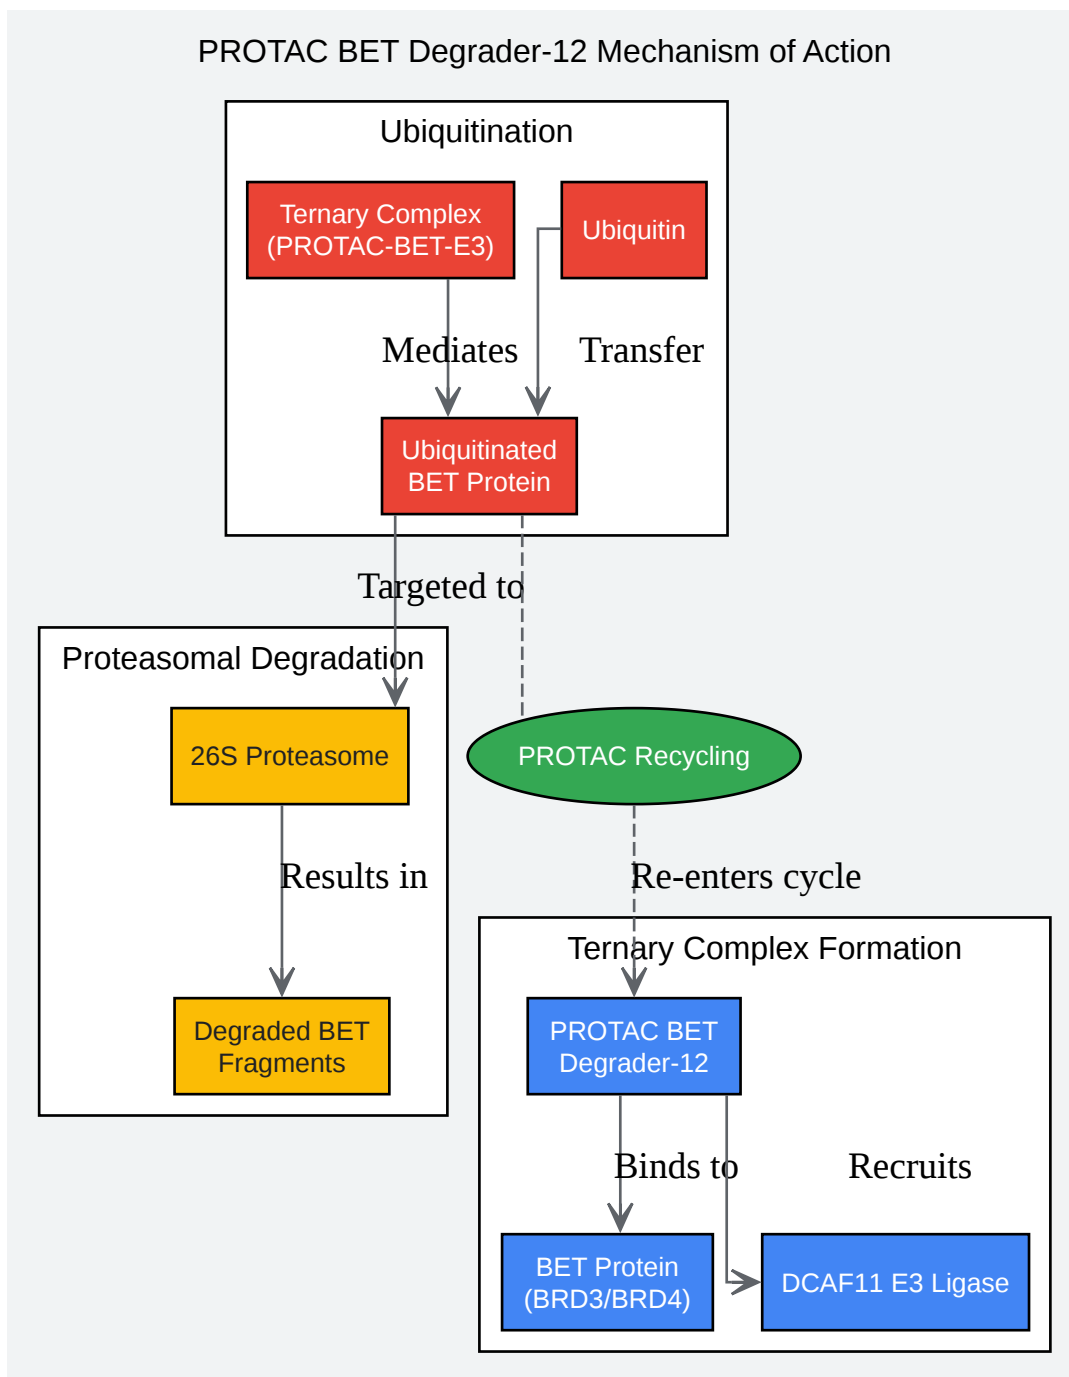 PROTAC BET Degrader-12 Mechanism of Action
Ubiquitination
Ternary Complex
(PROTAC-BET-E3)
Ubiquitin
Mediates
Transfer
Ubiquitinated
BET Protein
Targeted to
Proteasomal Degradation
26S Proteasome
PROTAC Recycling
Results in
Re-enters cycle
Ternary Complex Formation
Degraded BET
Fragments
PROTAC BET
Degrader-12
Binds to
Recruits
BET Protein
(BRD3/BRD4)
DCAF11 E3 Ligase